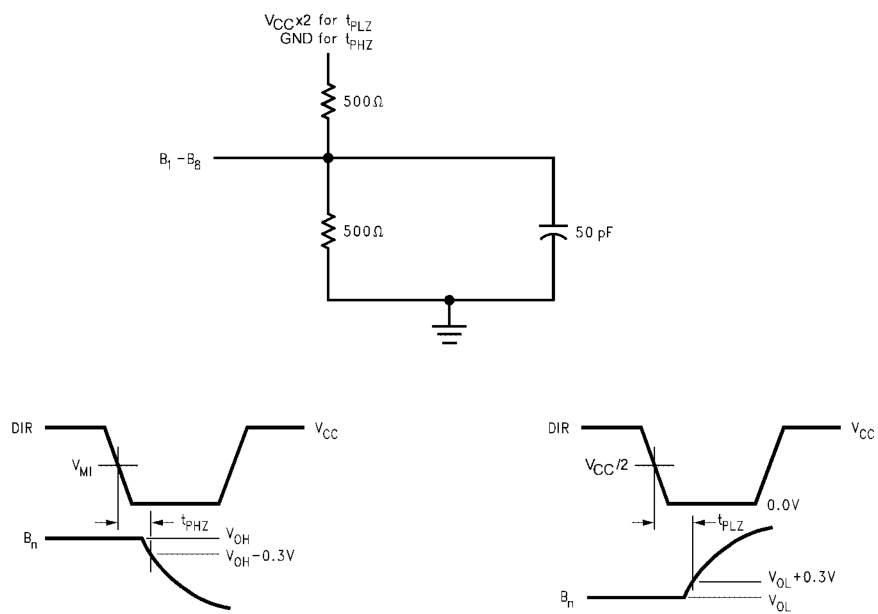 VCCx2 for tPLZ
GND for tPHZ
500Ω
B1–B8
500Ω
50 pF
DIR
VCC
VMI
tPHZ
Bn
VOH
VOH–0.3V
DIR
VCC
VCC/2
0.0V
tPLZ
VOL+0.3V
Bn
VOL